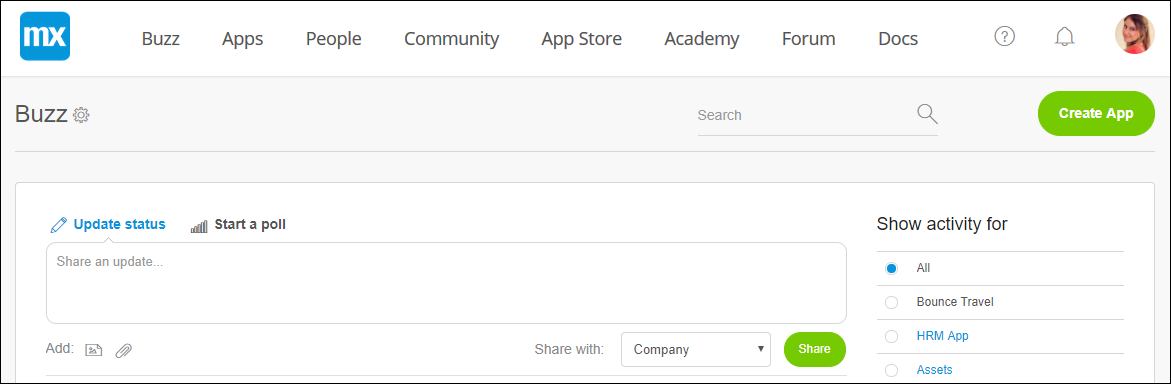 mx Buzz Apps People Community App Store Academy Forum Docs ?
Buzz Search Create App
Update status Start a poll
Share an update...
Add: Share with: Company Share
Show activity for
All
Bounce Travel
HRM App
Assets